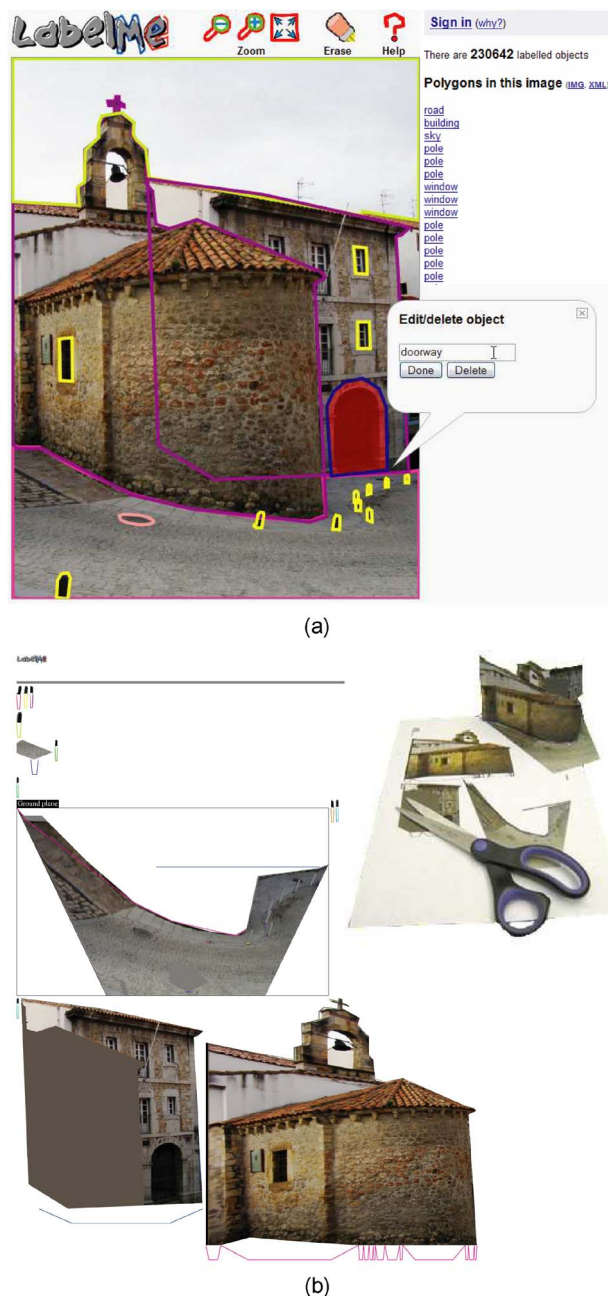 LabelMe
Zoom
Erase
Help
Sign in (why?)
There are 230642 labelled objects
Polygons in this image (IMG, XML)
road
building
sky
pole
pole
pole
window
window
window
pole
pole
pole
pole
pole
Edit/delete object
doorway
Done
Delete
(a)
LabelMe
Ground plane
(b)